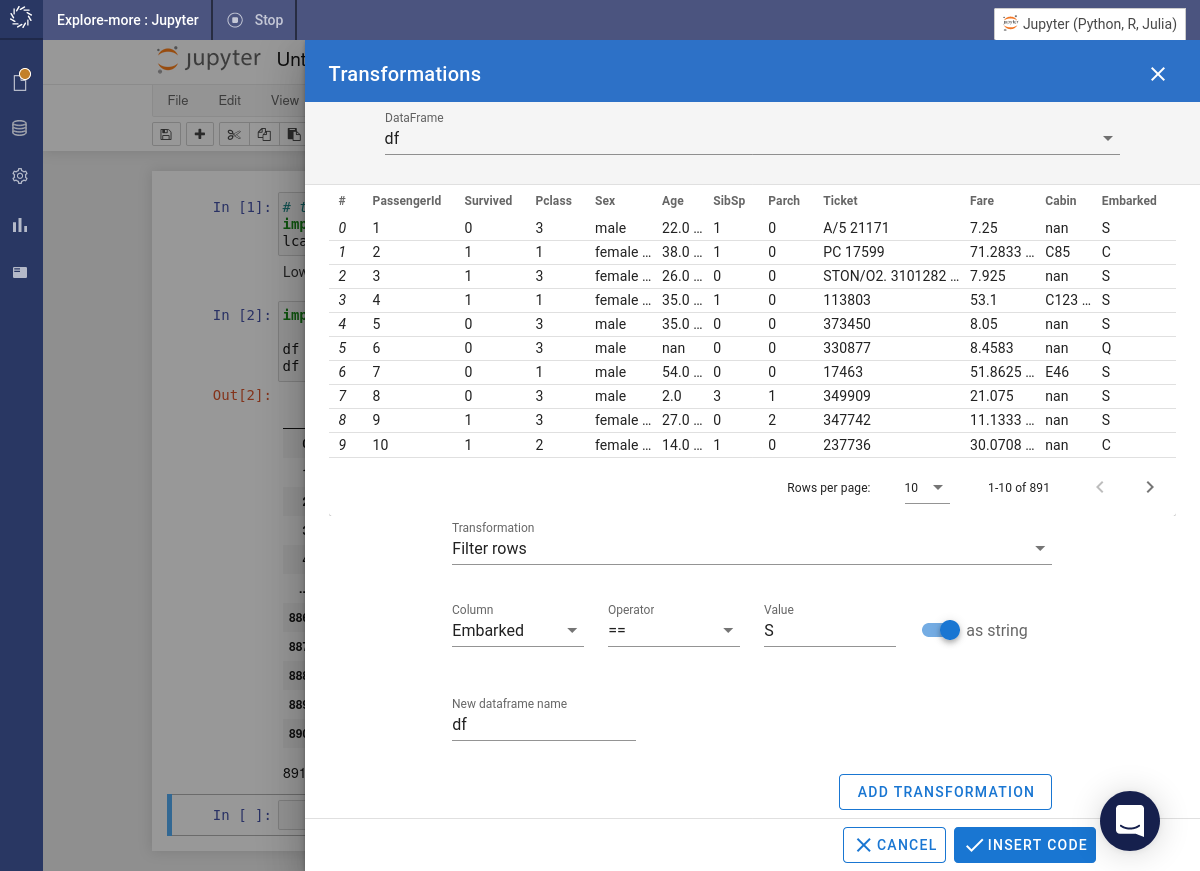 Explore-more : Jupyter
Stop
Jupyter (Python, R, Julia)
jupyter Unt
File Edit View
Transformations
DataFrame
df
In [1]: # t
imp
lca
Low
In [2]: imp
df
df
Out[2]:
# PassengerId Survived Pclass Sex Age SibSp Parch Ticket Fare Cabin Embarked
0 1 0 3 male 22.0 ... 1 0 A/5 21171 7.25 nan S
1 2 1 1 female ... 38.0 ... 1 0 PC 17599 71.2833 ... C85 C
2 3 1 3 female ... 26.0 ... 0 0 STON/O2. 3101282 ... 7.925 nan S
3 4 1 1 female ... 35.0 ... 1 0 113803 53.1 C123 ... S
4 5 0 3 male 35.0 ... 0 0 373450 8.05 nan S
5 6 0 3 male nan 0 0 330877 8.4583 nan Q
6 7 0 1 male 54.0 ... 0 0 17463 51.8625 ... E46 S
7 8 0 3 male 2.0 3 1 349909 21.075 nan S
8 9 1 3 female ... 27.0 ... 0 2 347742 11.1333 ... nan S
9 10 1 2 female ... 14.0 ... 1 0 237736 30.0708 ... nan C
Rows per page: 10 1-10 of 891
Transformation
Filter rows
Column Operator Value
Embarked == S as string
New dataframe name
df
...
886
887
888
889
890
891
In [ ]:
ADD TRANSFORMATION
CANCEL INSERT CODE